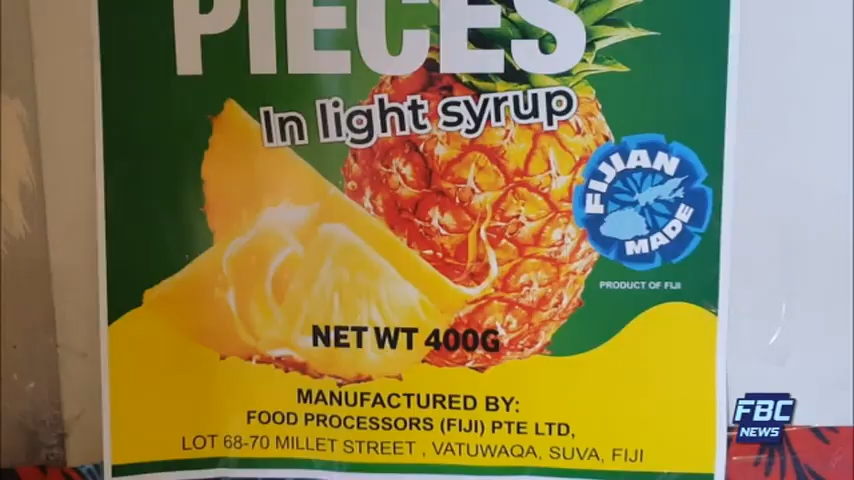 PIECES
In light syrup
FIJIAN
MADE
PRODUCT OF FIJI
NET WT 400G
MANUFACTURED BY:
FOOD PROCESSORS (FIJI) PTE LTD,
LOT 68-70 MILLET STREET , VATUWAQA, SUVA, FIJI
FBC
NEWS